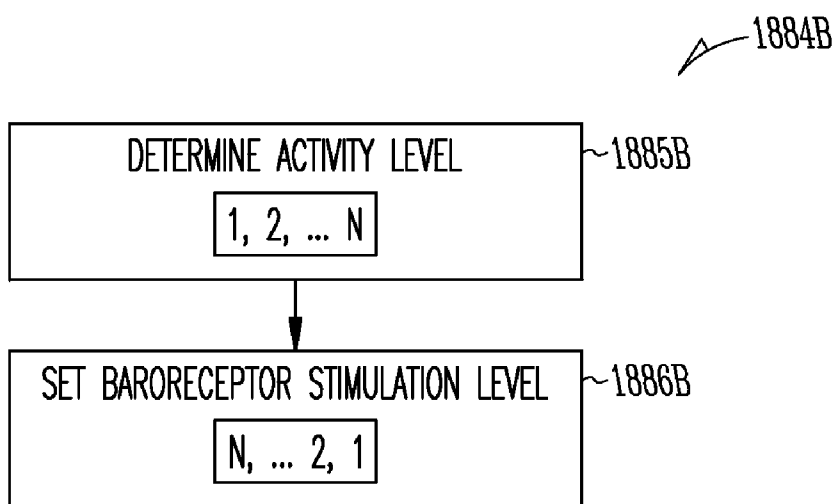 1884B
DETERMINE ACTIVITY LEVEL
1885B
1, 2, ... N
SET BARORECEPTOR STIMULATION LEVEL
1886B
N, ... 2, 1